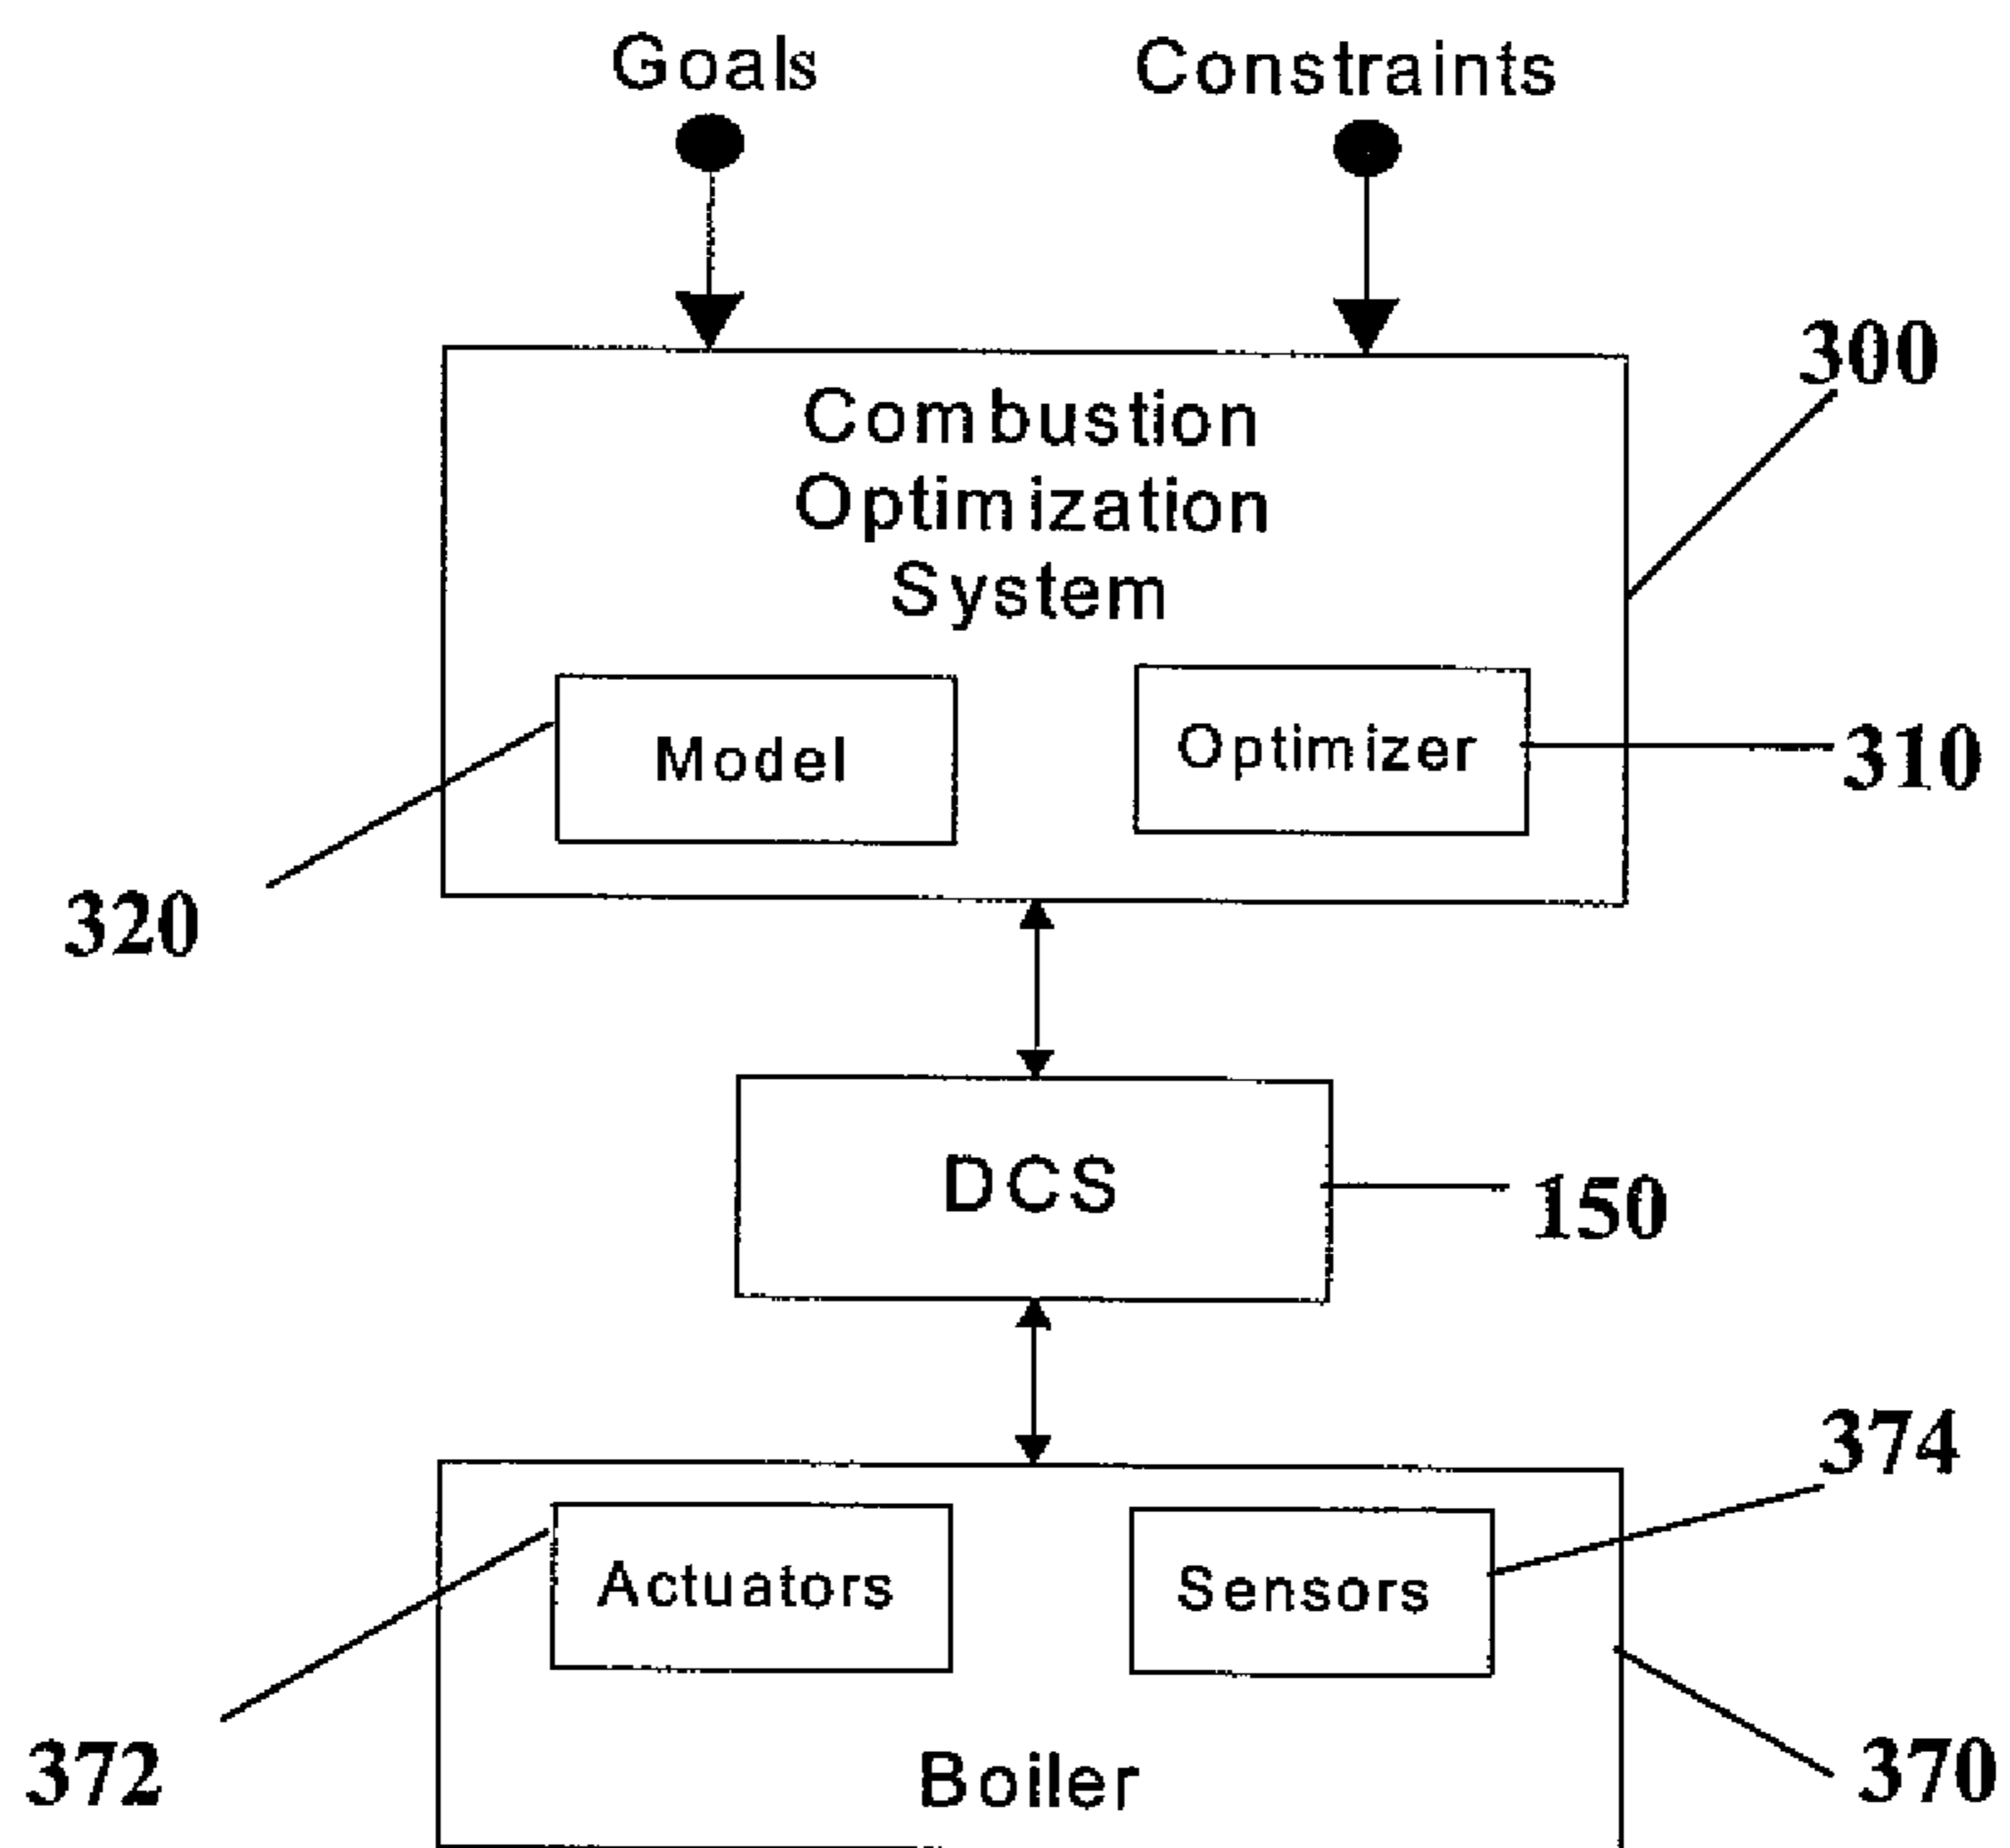 Goals
Constraints
300
Combustion
Optimization
System
Model
Optimizer
310
320
DCS
150
374
Actuators
Sensors
372
Boiler
370